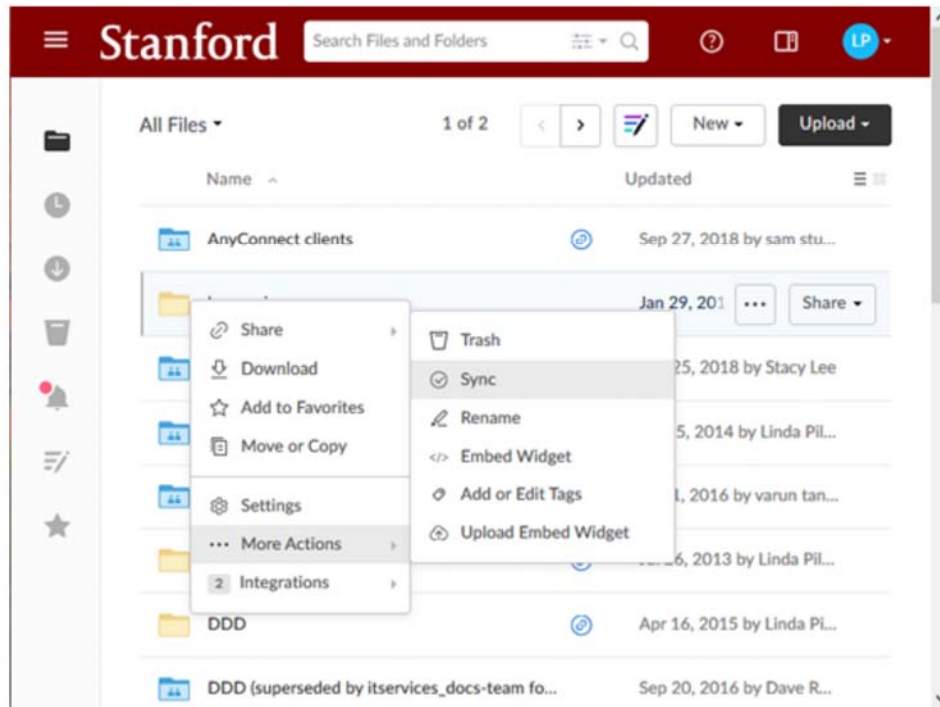 Stanford
Search Files and Folders
LP
All Files
1 of 2
New
Upload
Name
Updated
AnyConnect clients
Sep 27, 2018 by sam stu...
Jan 29, 201
...
Share
Share
Download
Add to Favorites
Move or Copy
Settings
More Actions
2 Integrations
Trash
Sync
Rename
Embed Widget
Add or Edit Tags
Upload Embed Widget
25, 2018 by Stacy Lee
5, 2014 by Linda Pil...
1, 2016 by varun tan...
6, 2013 by Linda Pil...
DDD
Apr 16, 2015 by Linda Pi...
DDD (superseded by itservices_docs-team fo...
Sep 20, 2016 by Dave R...